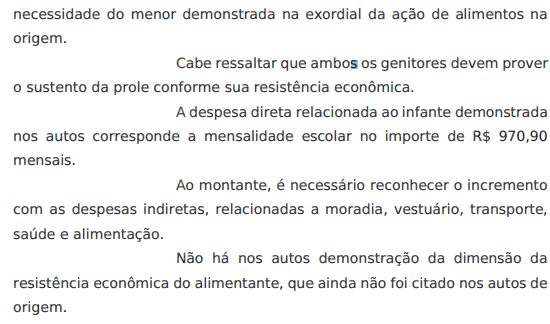 necessidade do menor demonstrada na exordial da ação de alimentos na
origem.
Cabe ressaltar que ambos os genitores devem prover
o sustento da prole conforme sua resistência econômica.
A despesa direta relacionada ao infante demonstrada
nos autos corresponde a mensalidade escolar no importe de R$ 970,90
mensais.
Ao montante, é necessário reconhecer o incremento
com as despesas indiretas, relacionadas a moradia, vestuário, transporte,
saúde e alimentação.
Não há nos autos demonstração da dimensão da
resistência econômica do alimentante, que ainda não foi citado nos autos de
origem.